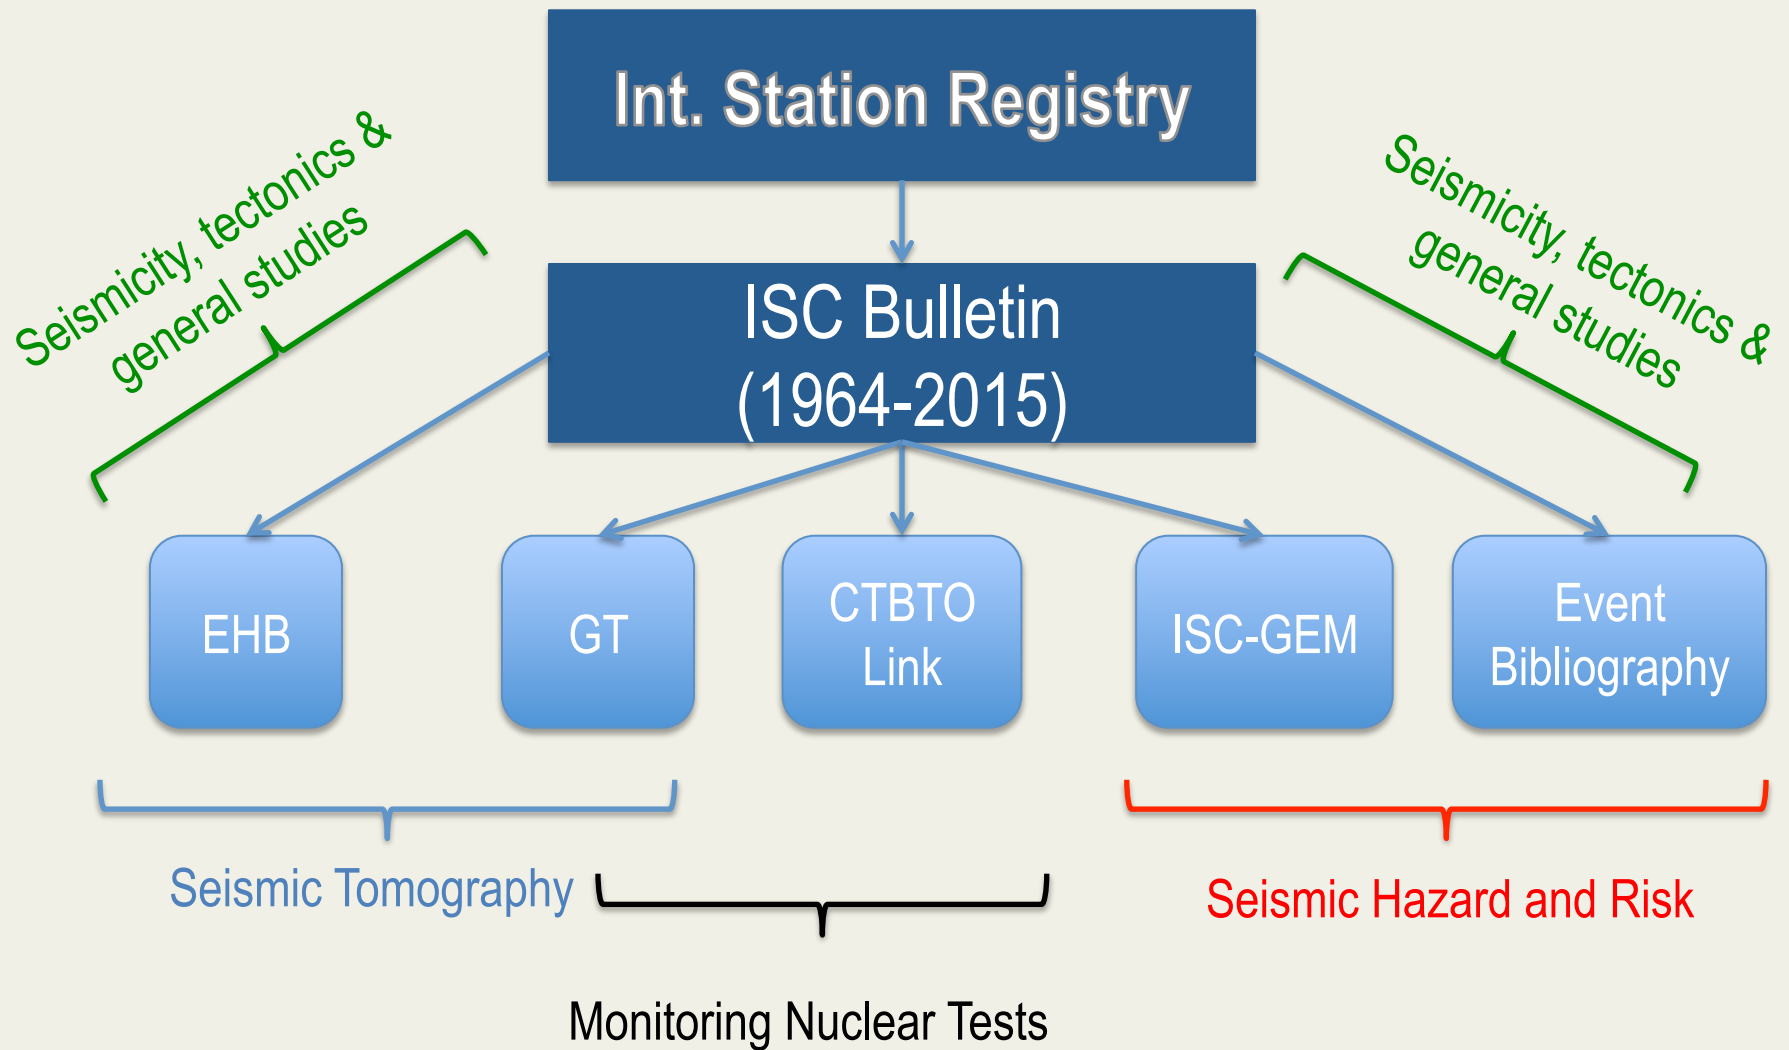 Int. Station Registry
Seismicity, tectonics &
general studies
Seismicity, tectonics &
general studies
ISC Bulletin
(1964-2015)
EHB
GT
CTBTO
Link
ISC-GEM
Event
Bibliography
Seismic Tomography
Seismic Hazard and Risk
Monitoring Nuclear Tests